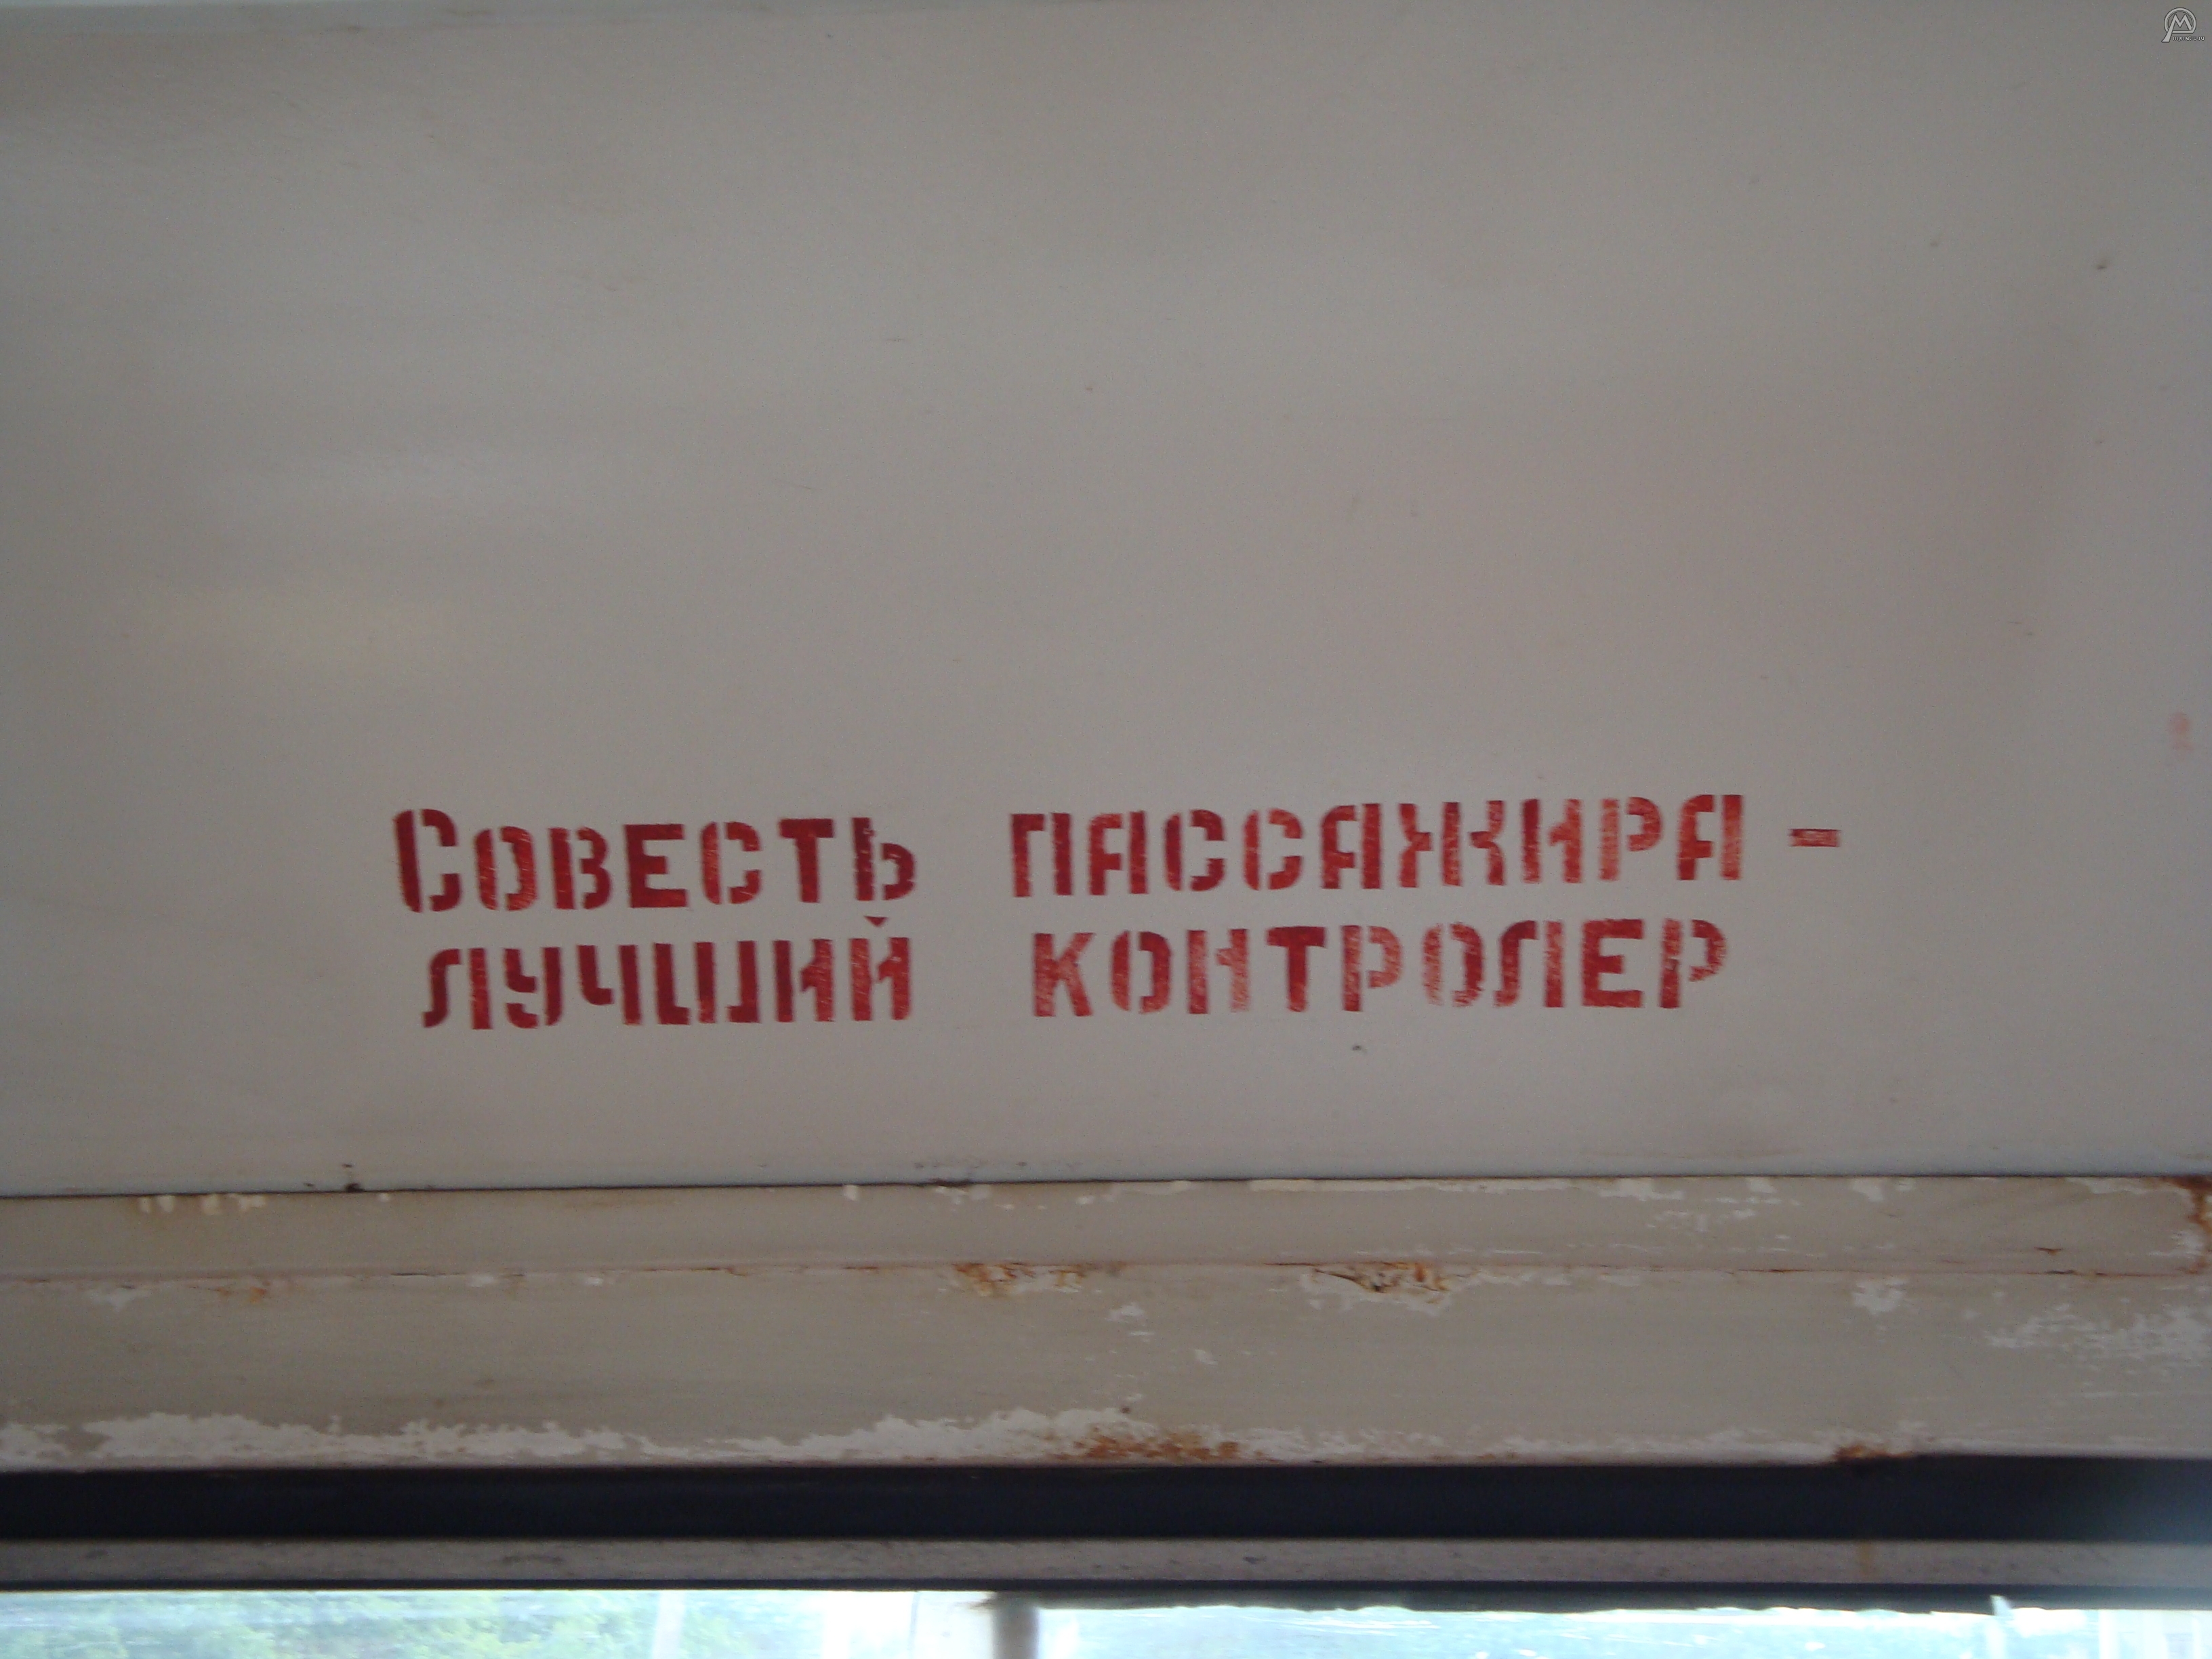 Совесть пассажира -
лучший контролер